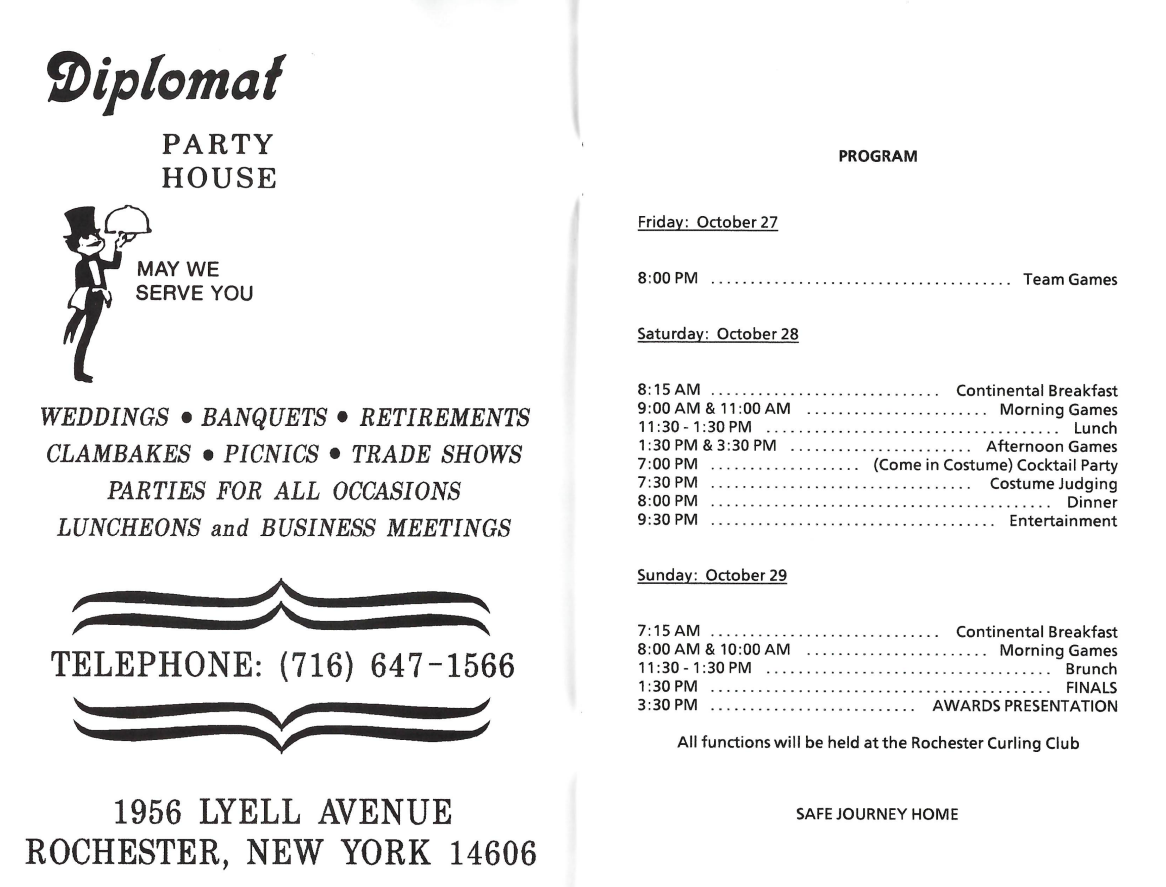 Diplomat
PARTY
HOUSE
MAY WE
SERVE YOU
WEDDINGS • BANQUETS • RETIREMENTS
CLAMBAKES • PICNICS • TRADE SHOWS
PARTIES FOR ALL OCCASIONS
LUNCHEONS and BUSINESS MEETINGS
TELEPHONE: (716) 647-1566
1956 LYELL AVENUE
ROCHESTER, NEW YORK 14606
PROGRAM
Friday: October 27
8:00 PM ..................................... Team Games
Saturday: October 28
8:15 AM ............................. Continental Breakfast
9:00 AM & 11:00 AM ....................... Morning Games
11:30 - 1:30 PM ..................................... Lunch
1:30 PM & 3:30 PM ....................... Afternoon Games
7:00 PM ................... (Come in Costume) Cocktail Party
7:30 PM ................................. Costume Judging
8:00 PM ........................................... Dinner
9:30 PM .................................... Entertainment
Sunday: October 29
7:15 AM ............................. Continental Breakfast
8:00 AM & 10:00 AM ....................... Morning Games
11:30 - 1:30 PM ....................................... Brunch
1:30 PM ........................................... FINALS
3:30 PM .......................... AWARDS PRESENTATION
All functions will be held at the Rochester Curling Club
SAFE JOURNEY HOME